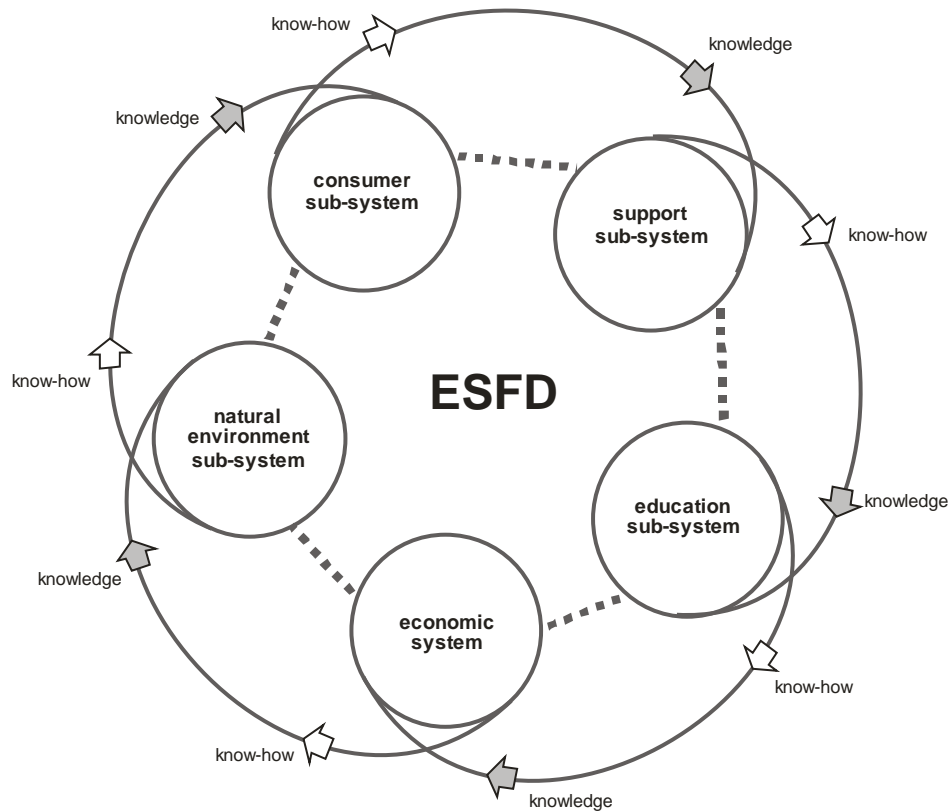 know-how
knowledge
knowledge
consumer
sub-system
support
sub-system
know-how
know-how
ESFD
natural
environment
sub-system
education
sub-system
knowledge
knowledge
economic
system
know-how
know-how
knowledge